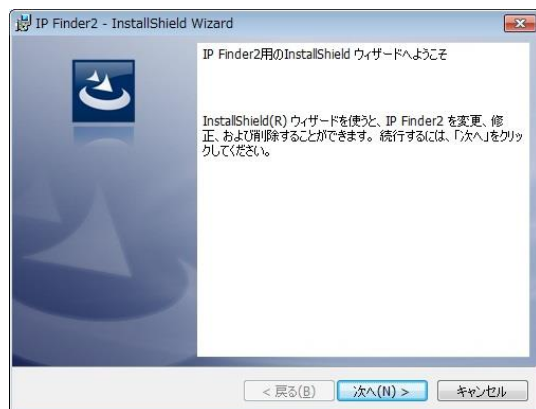 IP Finder2 - InstallShield Wizard
IP Finder2用のInstallShield ウィザードへようこそ
InstallShield(R) ウィザードを使うと、IP Finder2 を変更、修
正、および削除することができます。続行するには、「次へ」をクリッ
クしてください。
< 戻る(B)
次へ(N) >
キャンセル